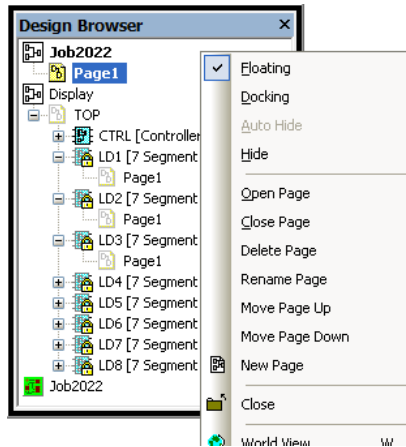 Design Browser
Job2022
Page1
Display
TOP
CTRL [Controller
LD1 [7 Segment
Page1
LD2 [7 Segment
Page1
LD3 [7 Segment
Page1
LD4 [7 Segment
LD5 [7 Segment
LD6 [7 Segment
LD7 [7 Segment
LD8 [7 Segment
Job2022
Floating
Docking
Auto Hide
Hide
Open Page
Close Page
Delete Page
Rename Page
Move Page Up
Move Page Down
New Page
Close
World View W